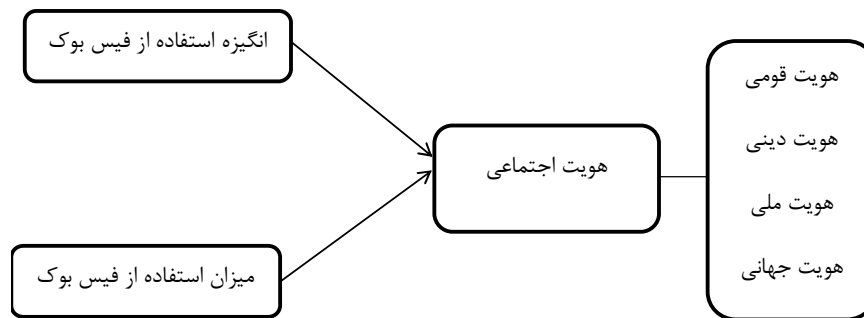 انگیزه استفاده از فیس بوک
هویت قومی
هویت دینی
هویت اجتماعی
هویت ملی
هویت جهانی
میزان استفاده از فیس بوک